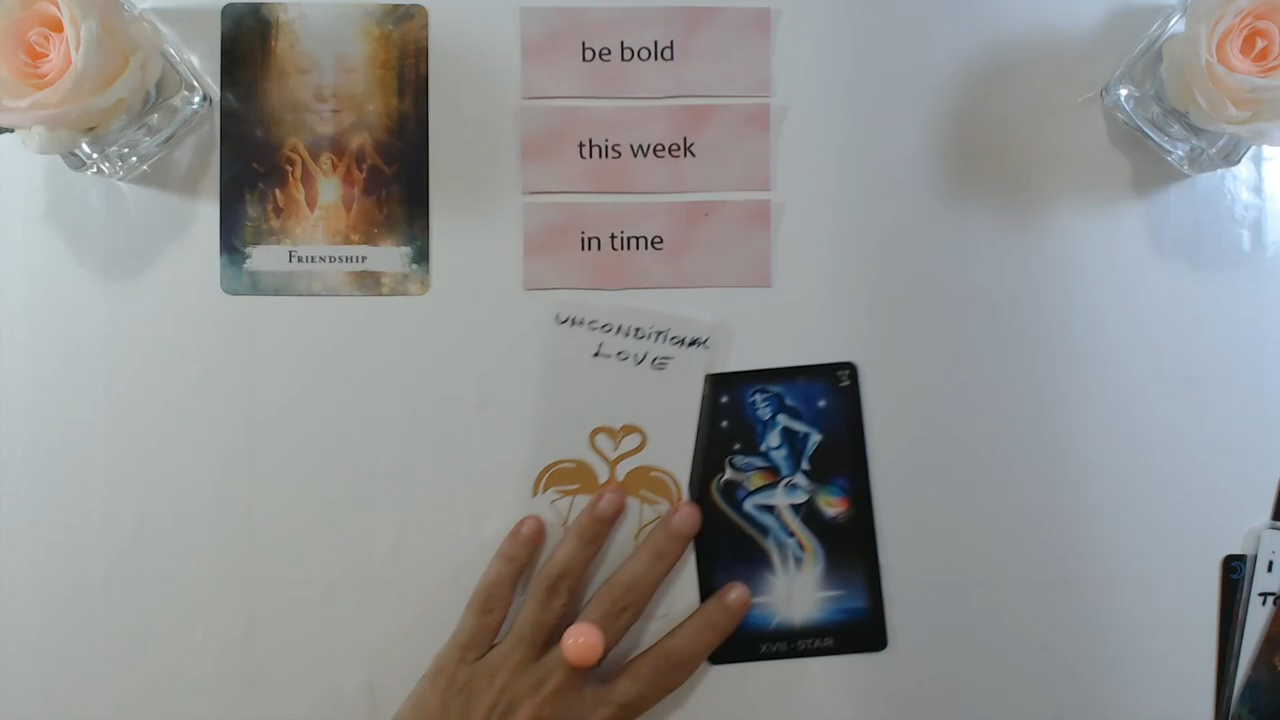 FRIENDSHIP
be bold
this week
in time
UNCONDITIONAL
LOVE
XVII - STAR